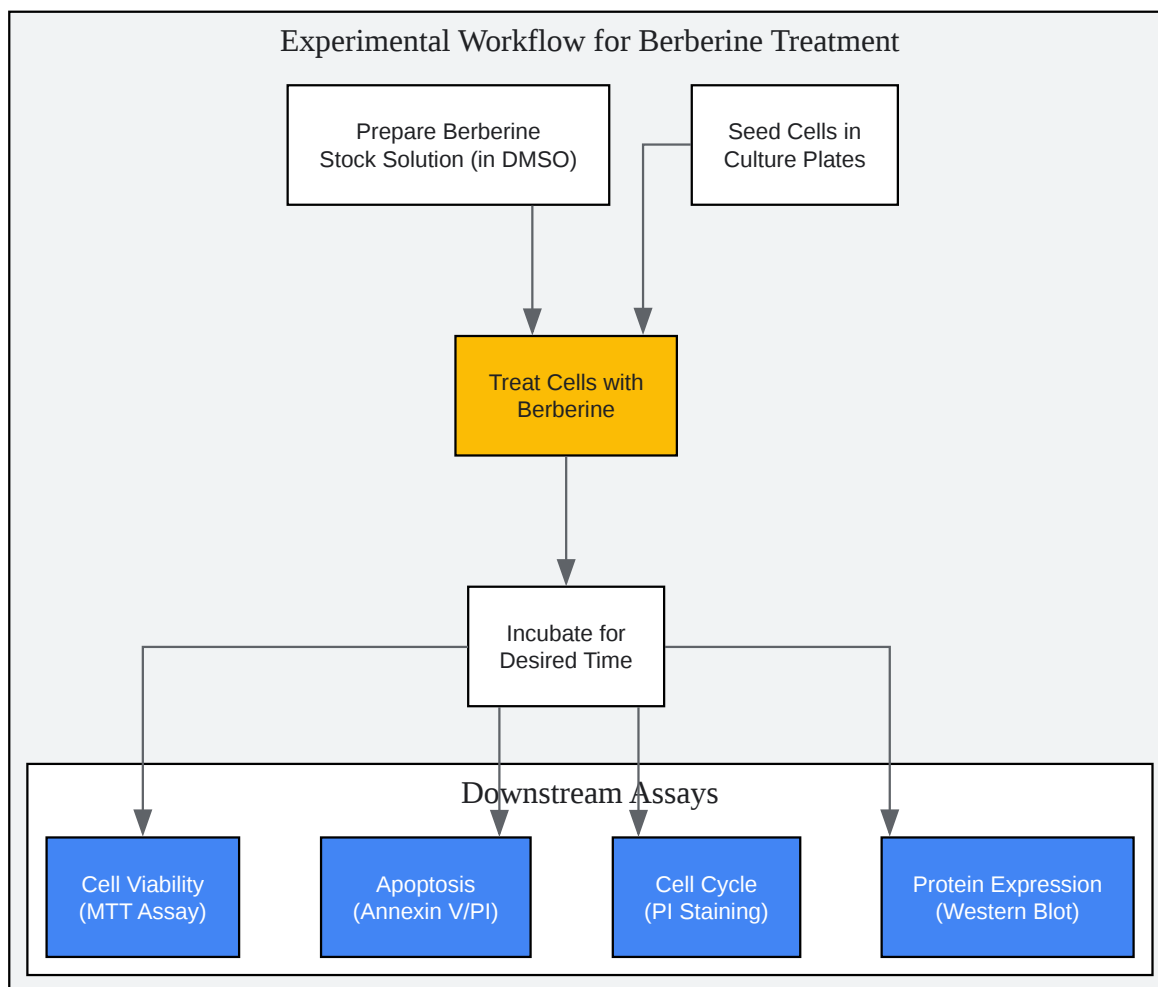 Experimental Workflow for Berberine Treatment
Prepare Berberine
Stock Solution (in DMSO)
Seed Cells in
Culture Plates
Treat Cells with
Berberine
Incubate for
Desired Time
Downstream Assays
Cell Viability
(MTT Assay)
Apoptosis
(Annexin V/PI)
Cell Cycle
(PI Staining)
Protein Expression
(Western Blot)